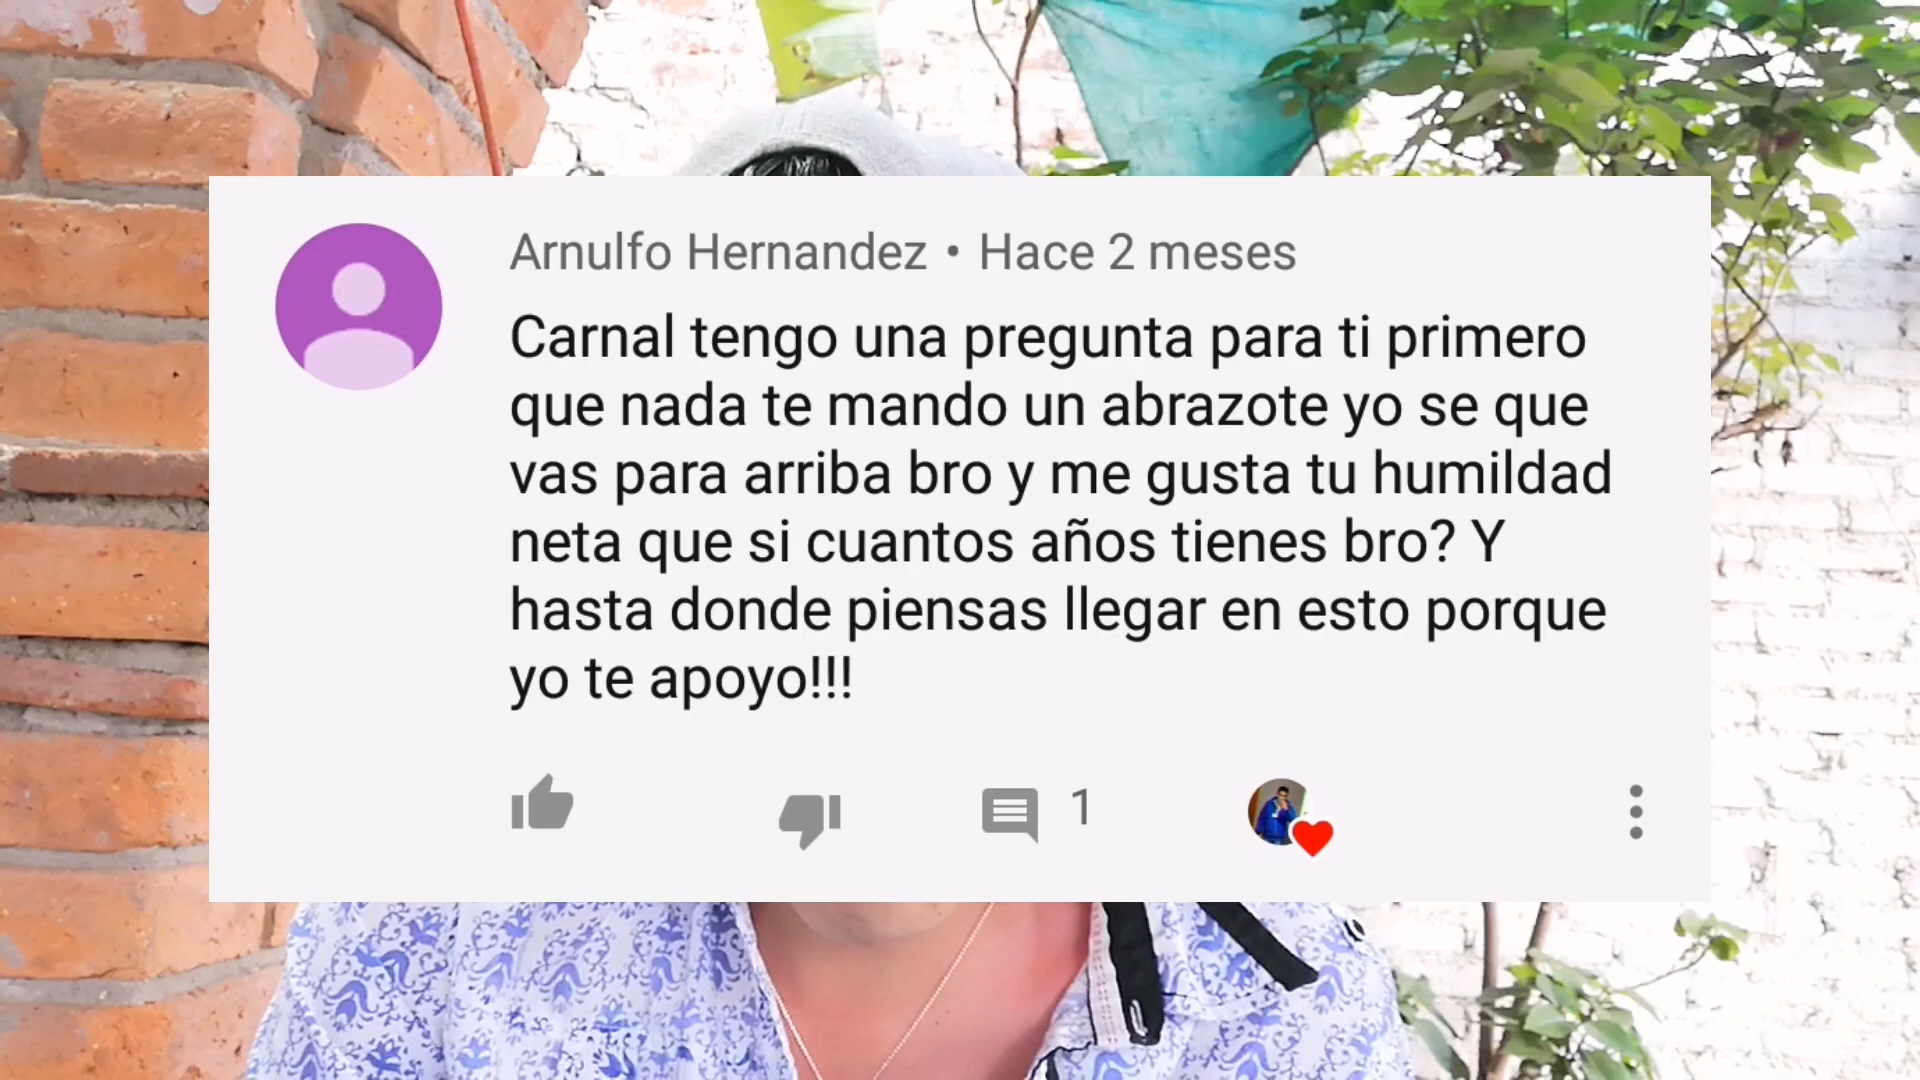 Arnulfo Hernandez • Hace 2 meses
Carnal tengo una pregunta para ti primero
que nada te mando un abrazote yo se que
vas para arriba bro y me gusta tu humildad
neta que si cuantos años tienes bro? Y
hasta donde piensas llegar en esto porque
yo te apoyo!!!
1